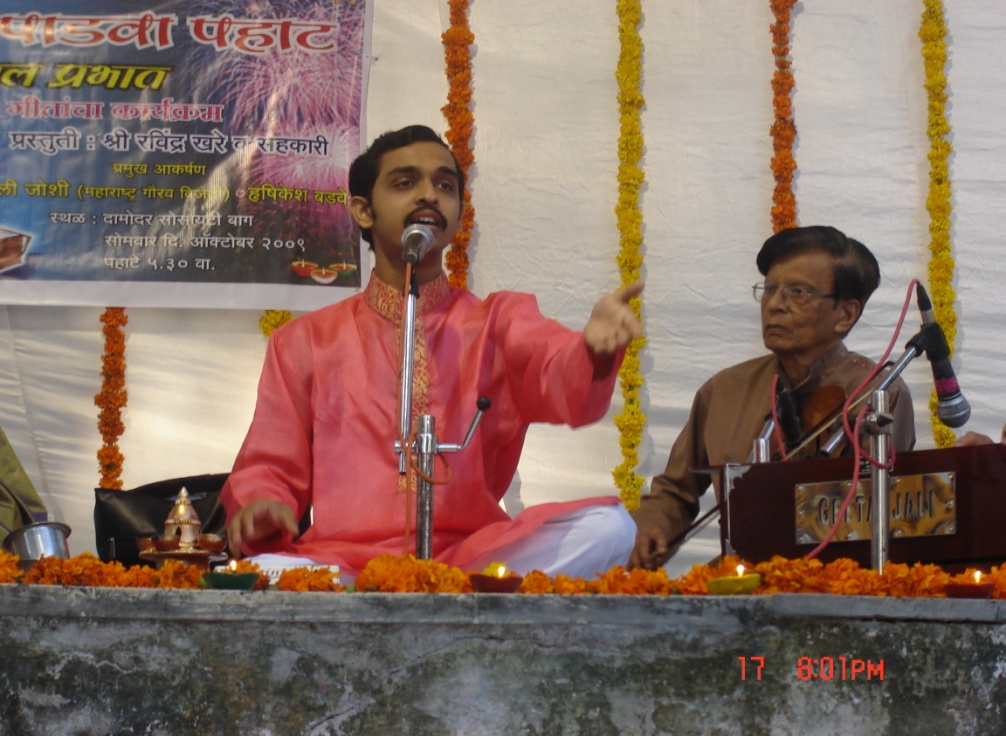 पाडवा पहाट
प्रभात
गीतांचा कार्यक्रम
प्रस्तुती : श्री रविंद्र खरे व सहकारी
प्रमुख आकर्षण
जोशी (महाराष्ट्र गौरव विजेती) हृषिकेश बडवे
स्थळ : दामोदर सोसायटी बाग
सोमवार दि. ऑक्टोबर २००९
पहाटे ५.३० वा.
GEETANJALI
17 8:01PM